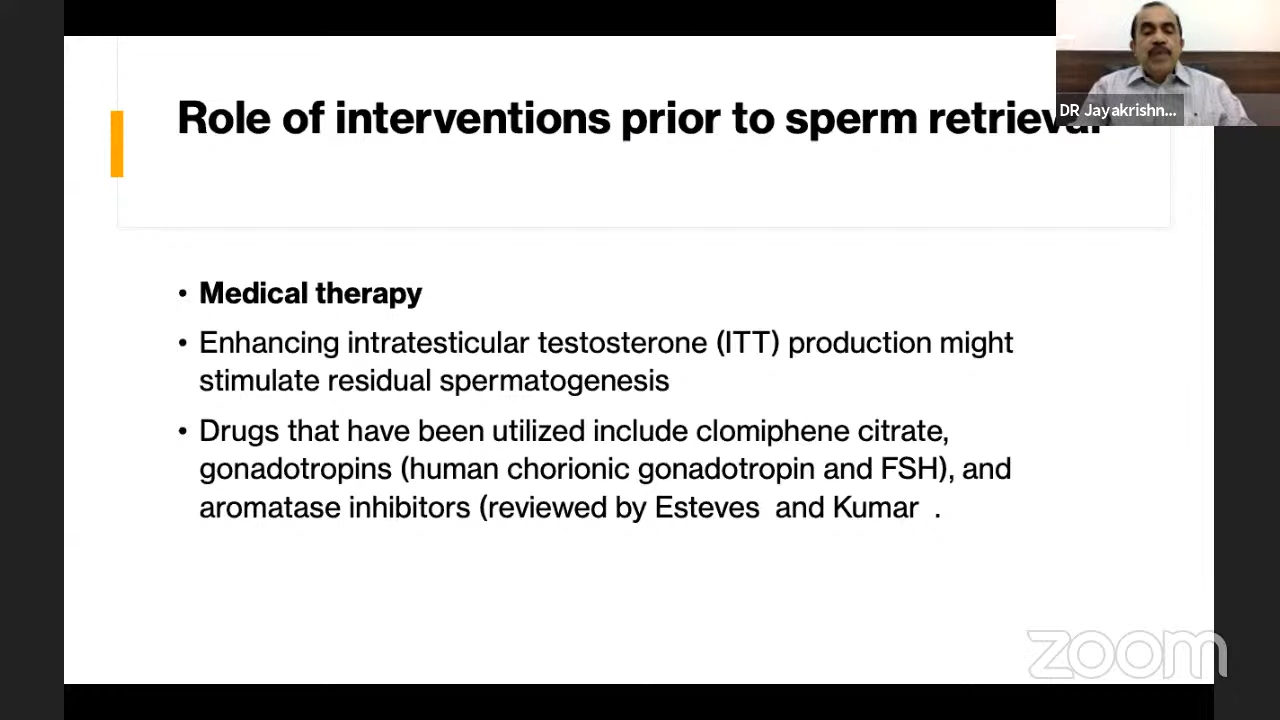 Role of interventions prior to sperm retrieval
DR Jayakrishn...
• Medical therapy
• Enhancing intratesticular testosterone (ITT) production might
stimulate residual spermatogenesis
• Drugs that have been utilized include clomiphene citrate,
gonadotropins (human chorionic gonadotropin and FSH), and
aromatase inhibitors (reviewed by Esteves and Kumar .
zoom